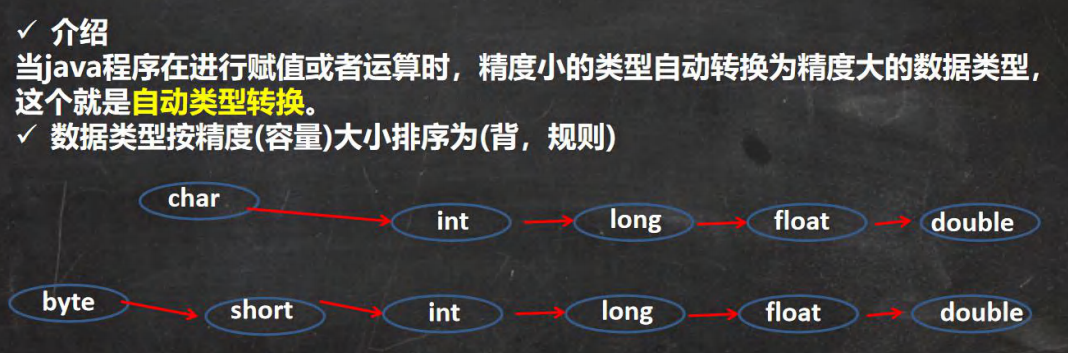 ✓ 介绍
当java程序在进行赋值或者运算时，精度小的类型自动转换为精度大的数据类型，
这个就是自动类型转换。
✓ 数据类型按精度(容量)大小排序为(背，规则)
char int long float double
byte short int long float double